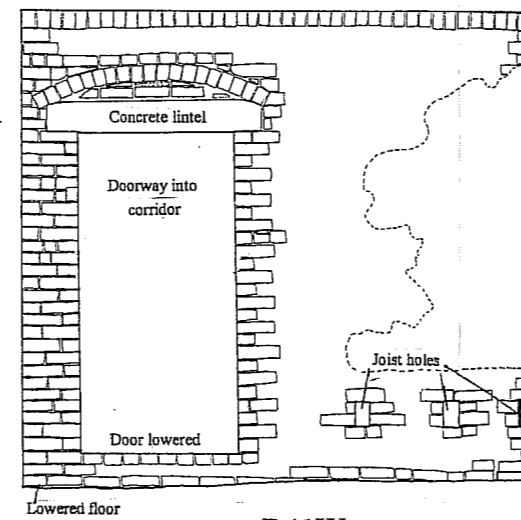 Concrete lintel
Doorway into
corridor
Joist holes
Door lowered
Lowered floor